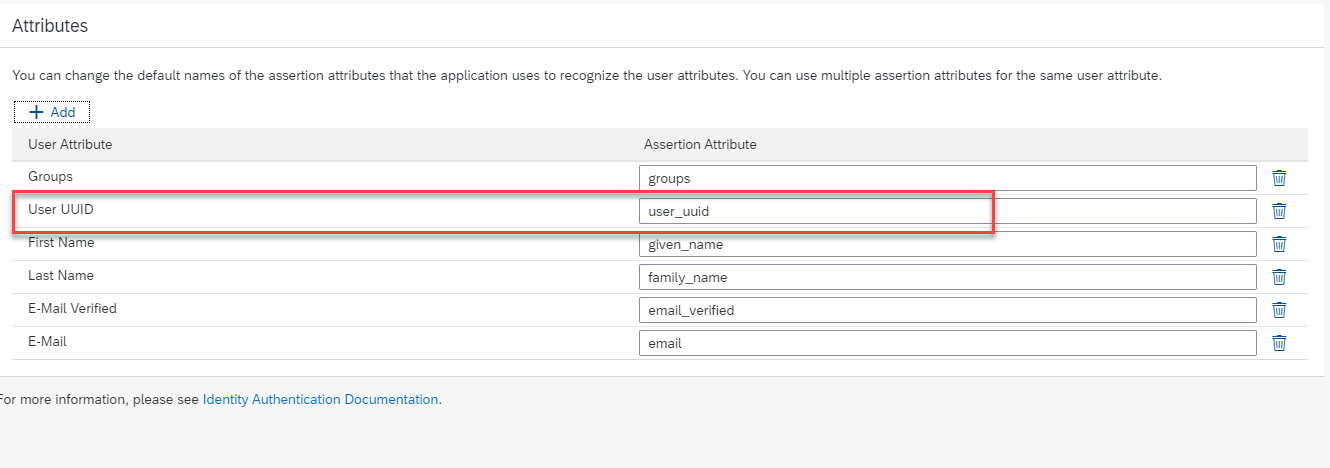 Attributes
You can change the default names of the assertion attributes that the application uses to recognize the user attributes. You can use multiple assertion attributes for the same user attribute.
Add
User Attribute Assertion Attribute
Groups groups
User UUID user_uuid
First Name given_name
Last Name family_name
E-Mail Verified email_verified
E-Mail email
For more information, please see Identity Authentication Documentation.